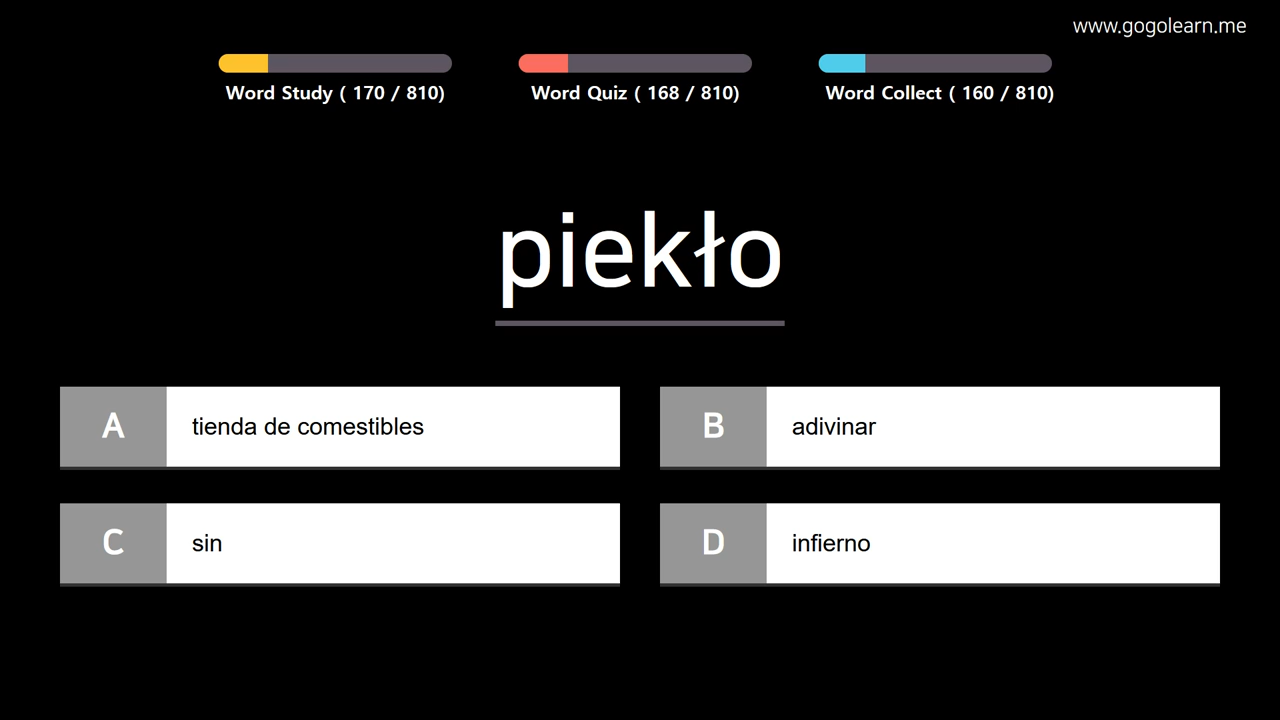 www.gogolearn.me
Word Study ( 170 / 810)
Word Quiz ( 168 / 810)
Word Collect ( 160 / 810)
piekło
A
tienda de comestibles
B
adivinar
C
sin
D
infierno